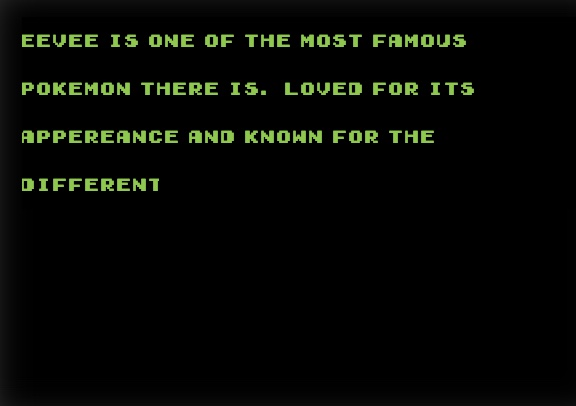 EEVEE IS ONE OF THE MOST FAMOUS
POKEMON THERE IS. LOVED FOR ITS
APPEREANCE AND KNOWN FOR THE
DIFFERENT